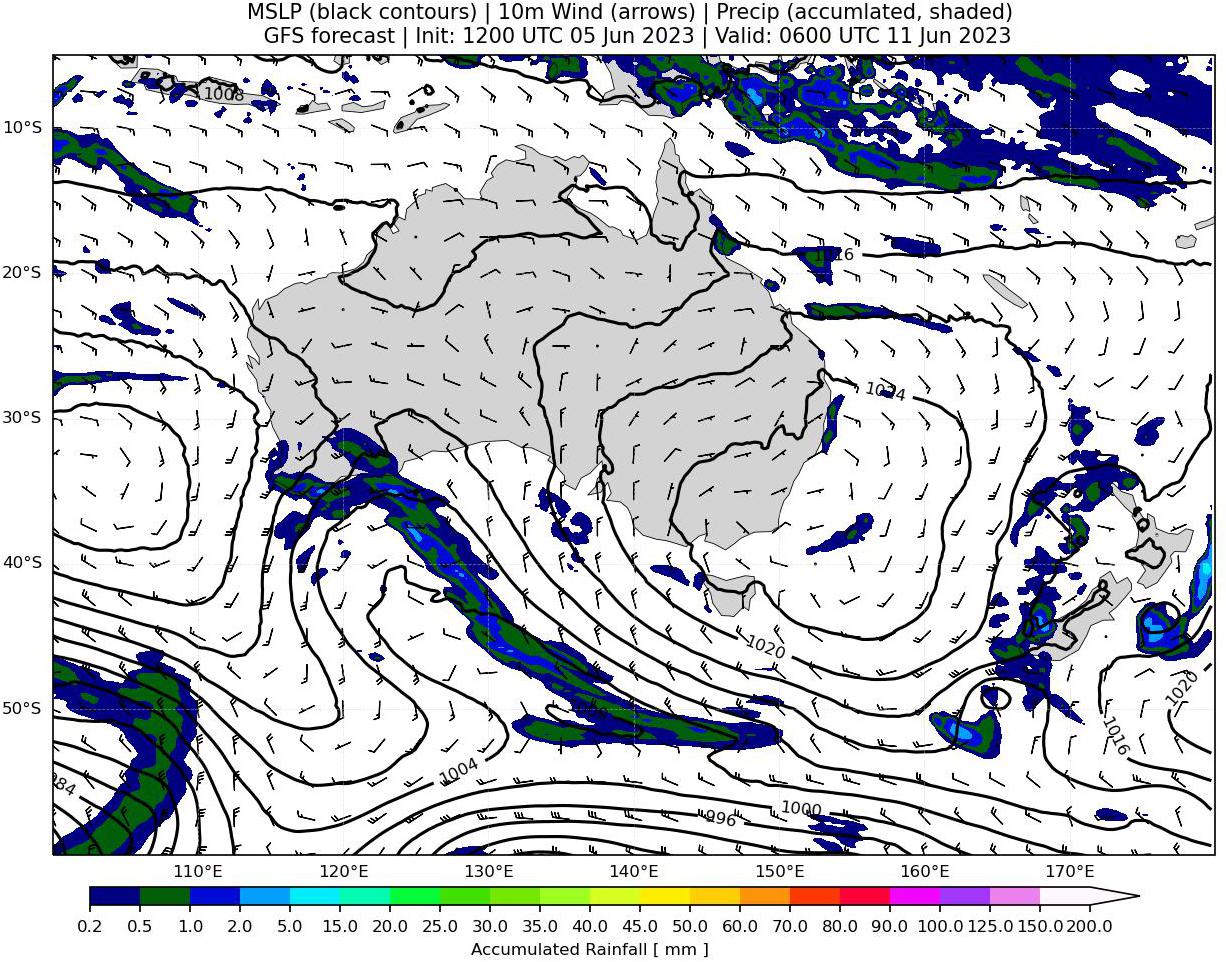 MSLP (black contours) | 10m Wind (arrows) | Precip (accumlated, shaded)
GFS forecast | Init: 1200 UTC 05 Jun 2023 | Valid: 0600 UTC 11 Jun 2023
1008
10°S
1016
20°S
1024
30°S
40°S
1020
1020
50°S
1016
1004
1000
996
110°E 120°E 130°E 140°E 150°E 160°E 170°E
0.2 0.5 1.0 2.0 5.0 10.0 15.0 20.0 25.0 30.0 35.0 40.0 45.0 50.0 60.0 70.0 80.0 90.0 100.0 125.0 150.0 200.0
Accumulated Rainfall [ mm ]